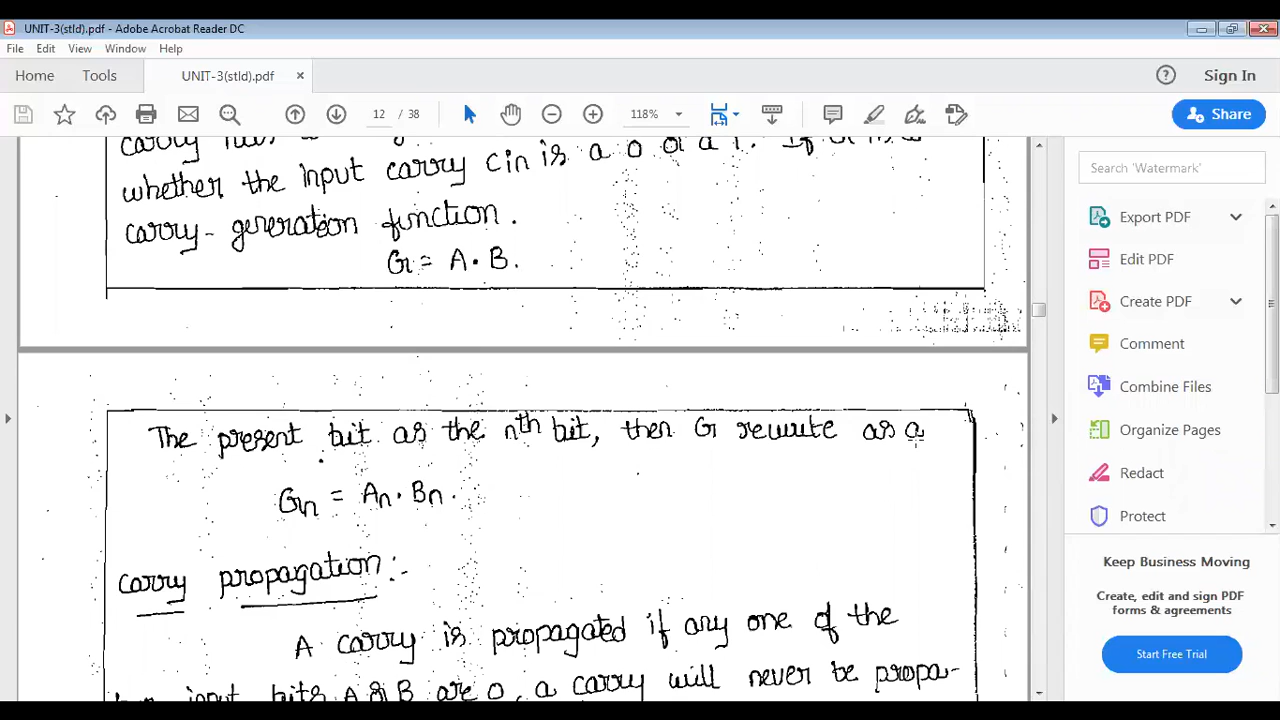 UNIT-3(stld).pdf - Adobe Acrobat Reader DC
File Edit View Window Help
Home Tools UNIT-3(stld).pdf × Sign In
12 / 38 118% Share
carry has
whether the input carry Cin is a 0 or a 1. If
carry-generation function.
G = A·B.
The present bit as the nth bit, then G rewrite as a
Gn = An·Bn.
carry propagation:-
A carry is propagated if any one of the
input bits A & B are 0, a carry will never be propa-
Search 'Watermark'
Export PDF
Edit PDF
Create PDF
Comment
Combine Files
Organize Pages
Redact
Protect
Keep Business Moving
Create, edit and sign PDF
forms & agreements
Start Free Trial